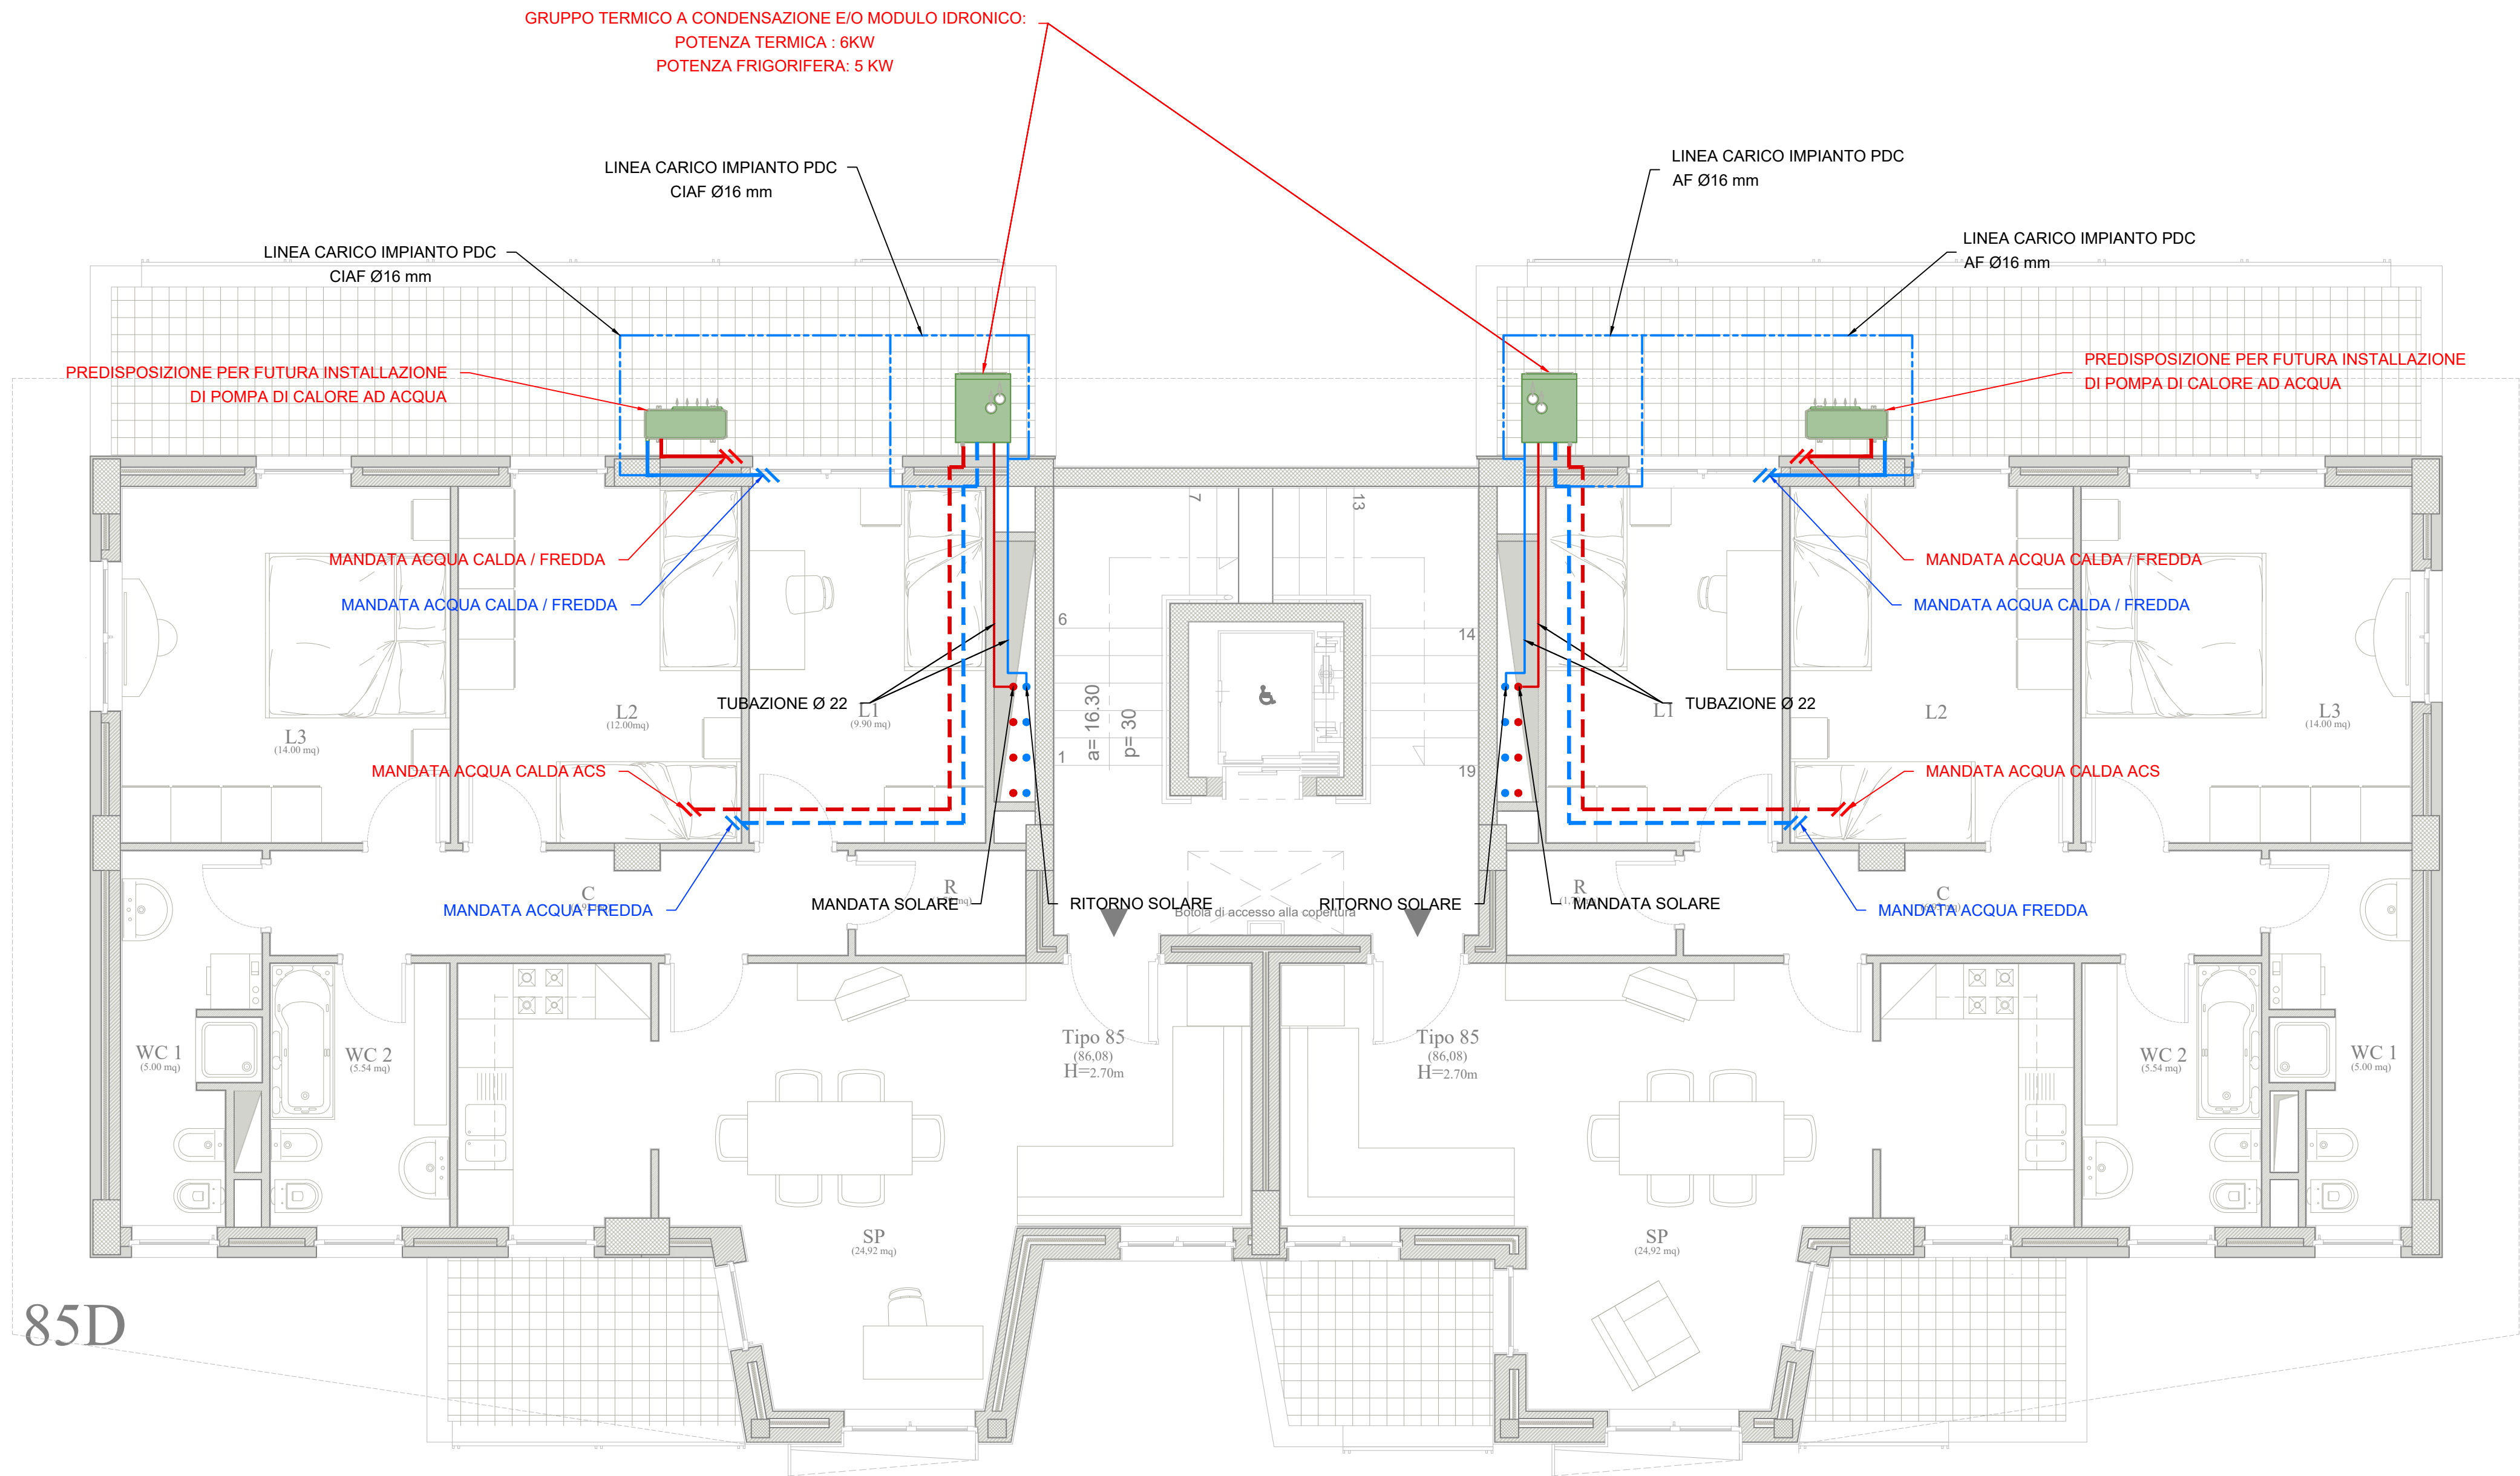 GRUPPO TERMICO A CONDENSAZIONE E/O MODULO IDRONICO:
POTENZA TERMICA : 6KW
POTENZA FRIGORIFERA: 5 KW
LINEA CARICO IMPIANTO PDC
CIAF Ø16 mm
LINEA CARICO IMPIANTO PDC
AF Ø16 mm
LINEA CARICO IMPIANTO PDC
CIAF Ø16 mm
LINEA CARICO IMPIANTO PDC
AF Ø16 mm
PREDISPOSIZIONE PER FUTURA INSTALLAZIONE
DI POMPA DI CALORE AD ACQUA
PREDISPOSIZIONE PER FUTURA INSTALLAZIONE
DI POMPA DI CALORE AD ACQUA
7
13
MANDATA ACQUA CALDA / FREDDA
MANDATA ACQUA CALDA / FREDDA
MANDATA ACQUA CALDA / FREDDA
MANDATA ACQUA CALDA / FREDDA
6
14
a= 16.30
p= 30
1
19
TUBAZIONE Ø 22
TUBAZIONE Ø 22
L3
(14.00 mq)
L2
(12.00mq)
L1
(9.90 mq)
L1
L2
L3
(14.00 mq)
MANDATA ACQUA CALDA ACS
MANDATA ACQUA CALDA ACS
C
R
R
C
MANDATA ACQUA FREDDA
MANDATA SOLARE
RITORNO SOLARE
RITORNO SOLARE
MANDATA SOLARE
MANDATA ACQUA FREDDA
Botola di accesso alla copertura
WC 1
(5.00 mq)
WC 2
(5.54 mq)
Tipo 85
(86,08)
H=2.70m
Tipo 85
(86,08)
H=2.70m
WC 2
(5.54 mq)
WC 1
(5.00 mq)
SP
(24,92 mq)
SP
(24,92 mq)
85D